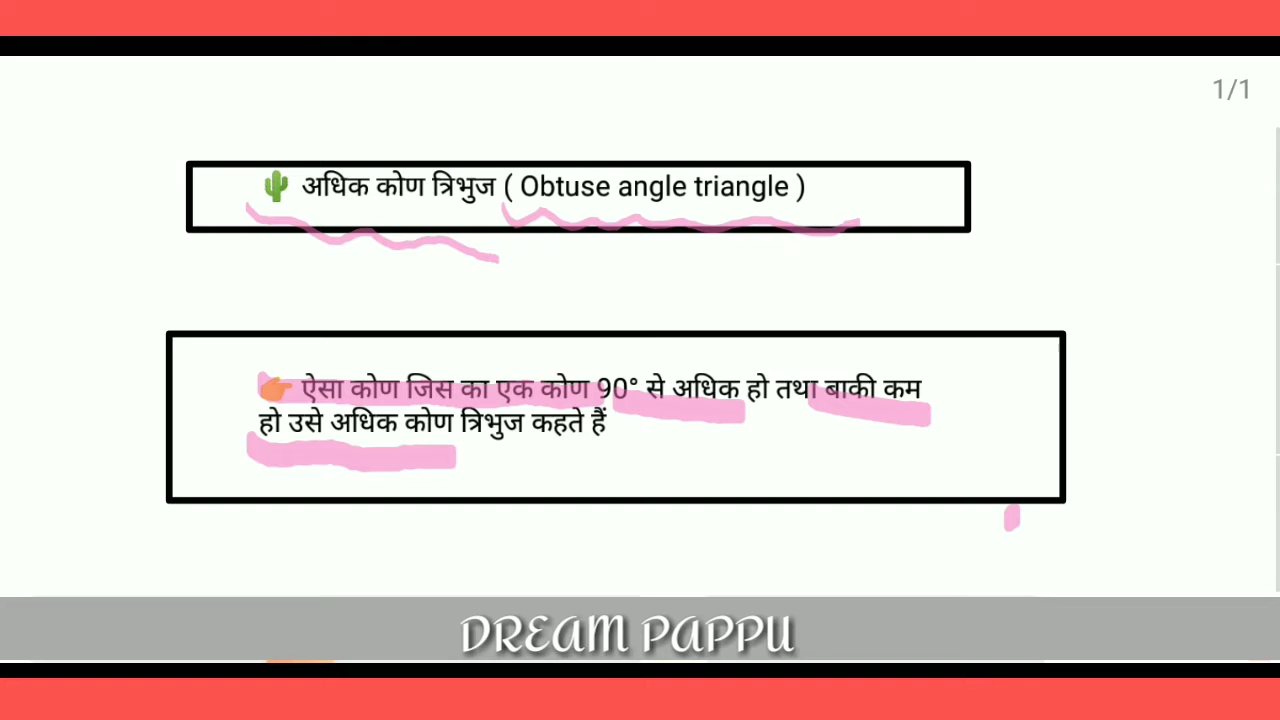 1/1
🌵 अधिक कोण त्रिभुज ( Obtuse angle triangle )
👉 ऐसा कोण जिस का एक कोण 90° से अधिक हो तथा बाकी कम
हो उसे अधिक कोण त्रिभुज कहते हैं
DREAM PAPPU